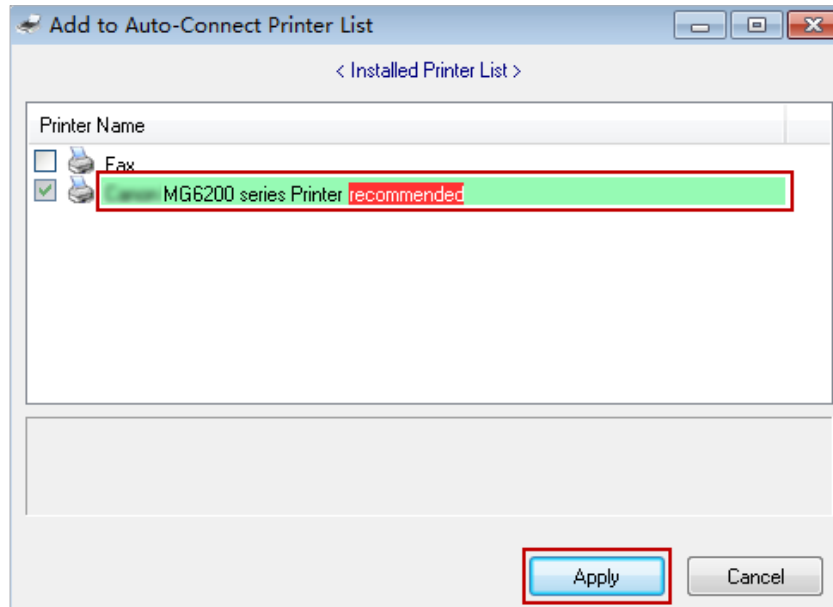 Add to Auto-Connect Printer List
< Installed Printer List >
Printer Name
Fax
MG6200 series Printer recommended
Apply
Cancel